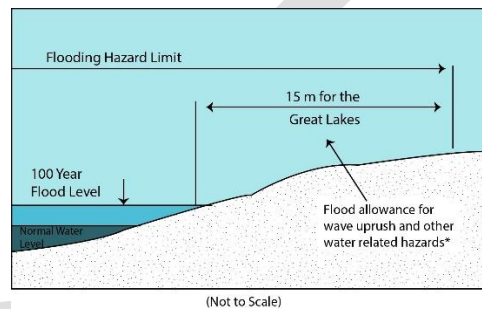 Flooding Hazard Limit
15 m for the
Great Lakes
100 Year
Flood Level
Normal Water
Level
Flood allowance for
wave uprush and other
water related hazards*
(Not to Scale)